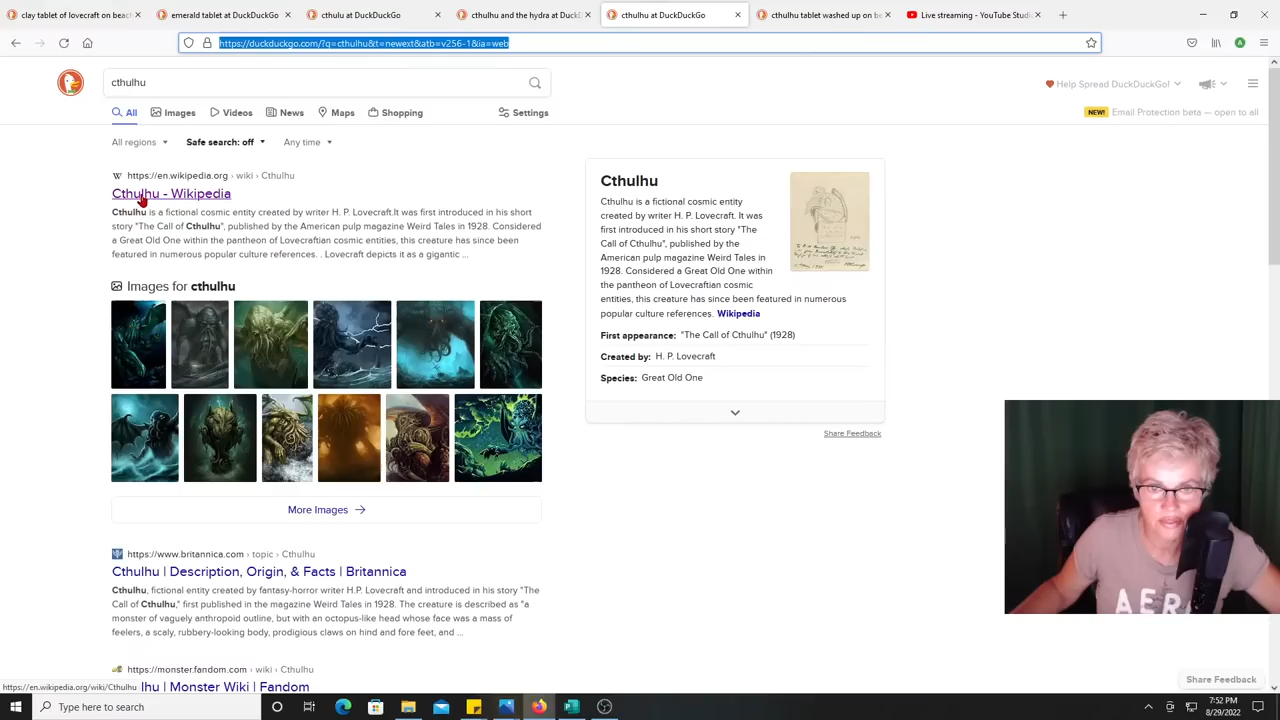 clay tablet of lovecraft on beac
emerald tablet at DuckDuckGo
cthulu at DuckDuckGo
cthulhu and the hydra at DuckD
cthulhu at DuckDuckGo
cthulhu tablet washed up on be
Live streaming - YouTube Studi
https://duckduckgo.com/?q=cthulhu&t=newext&atb=v256-1&ia=web
cthulhu
Help Spread DuckDuckGo!
All Images Videos News Maps Shopping Settings
NEW! Email Protection beta — open to all
All regions Safe search: off Any time
https://en.wikipedia.org › wiki › Cthulhu
Cthulhu - Wikipedia
Cthulhu is a fictional cosmic entity created by writer H. P. Lovecraft.It was first introduced in his short
story "The Call of Cthulhu", published by the American pulp magazine Weird Tales in 1928. Considered
a Great Old One within the pantheon of Lovecraftian cosmic entities, this creature has since been
featured in numerous popular culture references. . Lovecraft depicts it as a gigantic ...
Images for cthulhu
More Images
https://www.britannica.com › topic › Cthulhu
Cthulhu | Description, Origin, & Facts | Britannica
Cthulhu, fictional entity created by fantasy-horror writer H.P. Lovecraft and introduced in his story "The
Call of Cthulhu," first published in the magazine Weird Tales in 1928. The creature is described as "a
monster of vaguely anthropoid outline, but with an octopus-like head whose face was a mass of
feelers, a scaly, rubbery-looking body, prodigious claws on hind and fore feet, and ...
https://monster.fandom.com › wiki › Cthulhu
lhu | Monster Wiki | Fandom
https://en.wikipedia.org/wiki/Cthulhu
Cthulhu
Cthulhu is a fictional cosmic entity
created by writer H. P. Lovecraft. It was
first introduced in his short story "The
Call of Cthulhu", published by the
American pulp magazine Weird Tales in
1928. Considered a Great Old One within
the pantheon of Lovecraftian cosmic
entities, this creature has since been featured in numerous
popular culture references. Wikipedia
First appearance: "The Call of Cthulhu" (1928)
Created by: H. P. Lovecraft
Species: Great Old One
Share Feedback
AER
Share Feedback
Type here to search
7:52 PM
8/29/2022